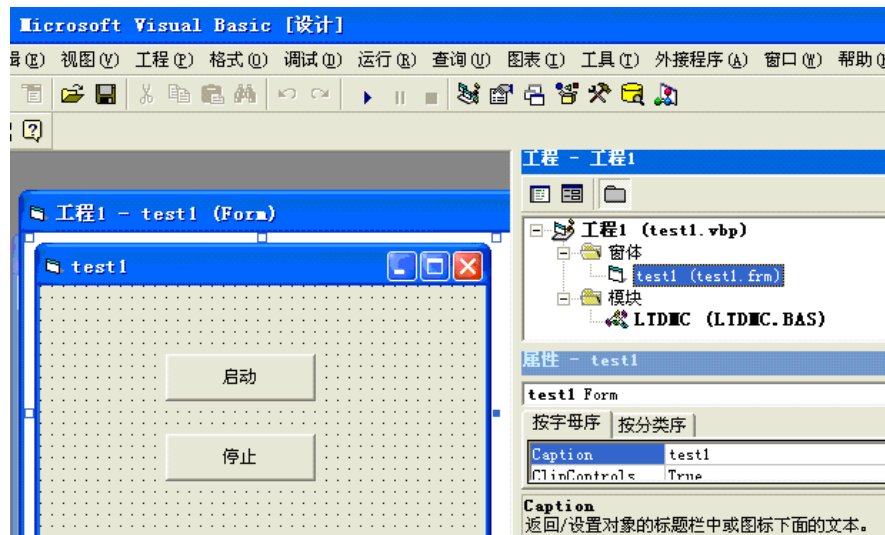 Microsoft Visual Basic [设计]
(E) 视图(V) 工程(P) 格式(O) 调试(D) 运行(R) 查询(U) 图表(I) 工具(T) 外接程序(A) 窗口(W) 帮助(
工程 - 工程1
工程1 - test1 (Form)
工程1 (test1.vbp)
窗体
test1 (test1.frm)
模块
LTDMC (LTDMC.BAS)
test1
启动
停止
属性 - test1
test1 Form
按字母序 按分类序
Caption test1
ClipControls True
Caption
返回/设置对象的标题栏中或图标下面的文本。